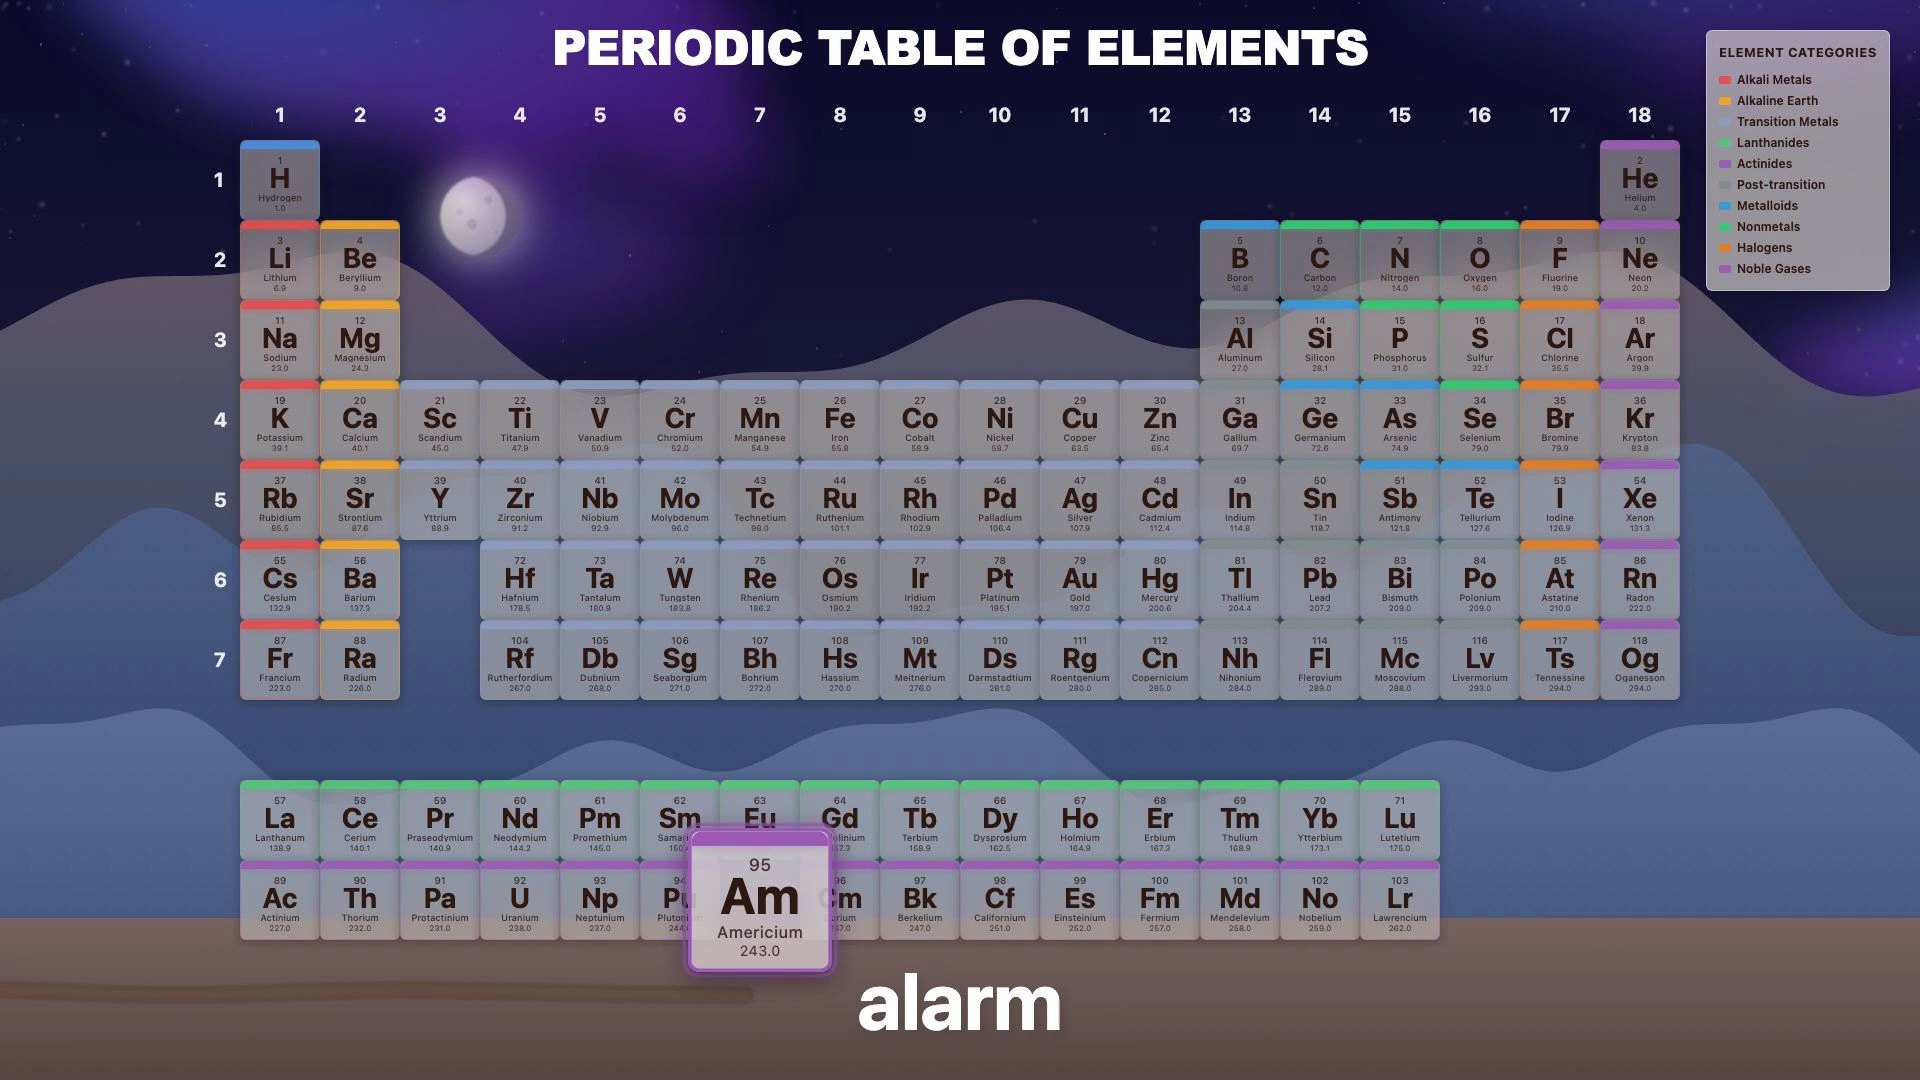 PERIODIC TABLE OF ELEMENTS
ELEMENT CATEGORIES
Alkali Metals
Alkaline Earth
Transition Metals
Lanthanides
Actinides
Post-transition
Metalloids
Nonmetals
Halogens
Noble Gases
1 2 3 4 5 6 7 8 9 10 11 12 13 14 15 16 17 18
1
1 2
H He
Hydrogen Helium
1.0 4.0
2
3 4 5 6 7 8 9 10
Li Be B C N O F Ne
Lithium Beryllium Boron Carbon Nitrogen Oxygen Fluorine Neon
6.9 9.0 10.8 12.0 14.0 16.0 19.0 20.2
3
11 12 13 14 15 16 17 18
Na Mg Al Si P S Cl Ar
Sodium Magnesium Aluminum Silicon Phosphorus Sulfur Chlorine Argon
23.0 24.3 27.0 28.1 31.0 32.1 35.5 39.9
4
19 20 21 22 23 24 25 26 27 28 29 30 31 32 33 34 35 36
K Ca Sc Ti V Cr Mn Fe Co Ni Cu Zn Ga Ge As Se Br Kr
Potassium Calcium Scandium Titanium Vanadium Chromium Manganese Iron Cobalt Nickel Copper Zinc Gallium Germanium Arsenic Selenium Bromine Krypton
39.1 40.1 45.0 47.9 50.9 52.0 54.9 55.8 58.9 58.7 63.5 65.4 69.7 72.6 74.9 79.0 79.9 83.8
5
37 38 39 40 41 42 43 44 45 46 47 48 49 50 51 52 53 54
Rb Sr Y Zr Nb Mo Tc Ru Rh Pd Ag Cd In Sn Sb Te I Xe
Rubidium Strontium Yttrium Zirconium Niobium Molybdenum Technetium Ruthenium Rhodium Palladium Silver Cadmium Indium Tin Antimony Tellurium Iodine Xenon
85.5 87.6 88.9 91.2 92.9 96.0 98.0 101.1 102.9 106.4 107.9 112.4 114.8 118.7 121.8 127.6 126.9 131.3
6
55 56 72 73 74 75 76 77 78 79 80 81 82 83 84 85 86
Cs Ba Hf Ta W Re Os Ir Pt Au Hg Tl Pb Bi Po At Rn
Cesium Barium Hafnium Tantalum Tungsten Rhenium Osmium Iridium Platinum Gold Mercury Thallium Lead Bismuth Polonium Astatine Radon
132.9 137.3 178.5 180.9 183.8 186.2 190.2 192.2 195.1 197.0 200.6 204.4 207.2 209.0 209.0 210.0 222.0
7
87 88 104 105 106 107 108 109 110 111 112 113 114 115 116 117 118
Fr Ra Rf Db Sg Bh Hs Mt Ds Rg Cn Nh Fl Mc Lv Ts Og
Francium Radium Rutherfordium Dubnium Seaborgium Bohrium Hassium Meitnerium Darmstadtium Roentgenium Copernicium Nihonium Flerovium Moscovium Livermorium Tennessine Oganesson
223.0 226.0 267.0 268.0 271.0 272.0 270.0 276.0 281.0 280.0 285.0 284.0 289.0 288.0 293.0 294.0 294.0
57 58 59 60 61 62 63 64 65 66 67 68 69 70 71
La Ce Pr Nd Pm Sm Eu Gd Tb Dy Ho Er Tm Yb Lu
Lanthanum Cerium Praseodymium Neodymium Promethium Terbium Dysprosium Holmium Erbium Thulium Ytterbium Lutetium
138.9 140.1 140.9 144.2 145.0 158.9 162.5 164.9 167.3 168.9 173.1 175.0
89 90 91 92 93 95 97 98 99 100 101 102 103
Ac Th Pa U Np Pu Am Cm Bk Cf Es Fm Md No Lr
Actinium Thorium Protactinium Uranium Neptunium Americium Berkelium Californium Einsteinium Fermium Mendelevium Nobelium Lawrencium
227.0 232.0 231.0 238.0 237.0 243.0 247.0 247.0 251.0 252.0 257.0 258.0 259.0 262.0
alarm